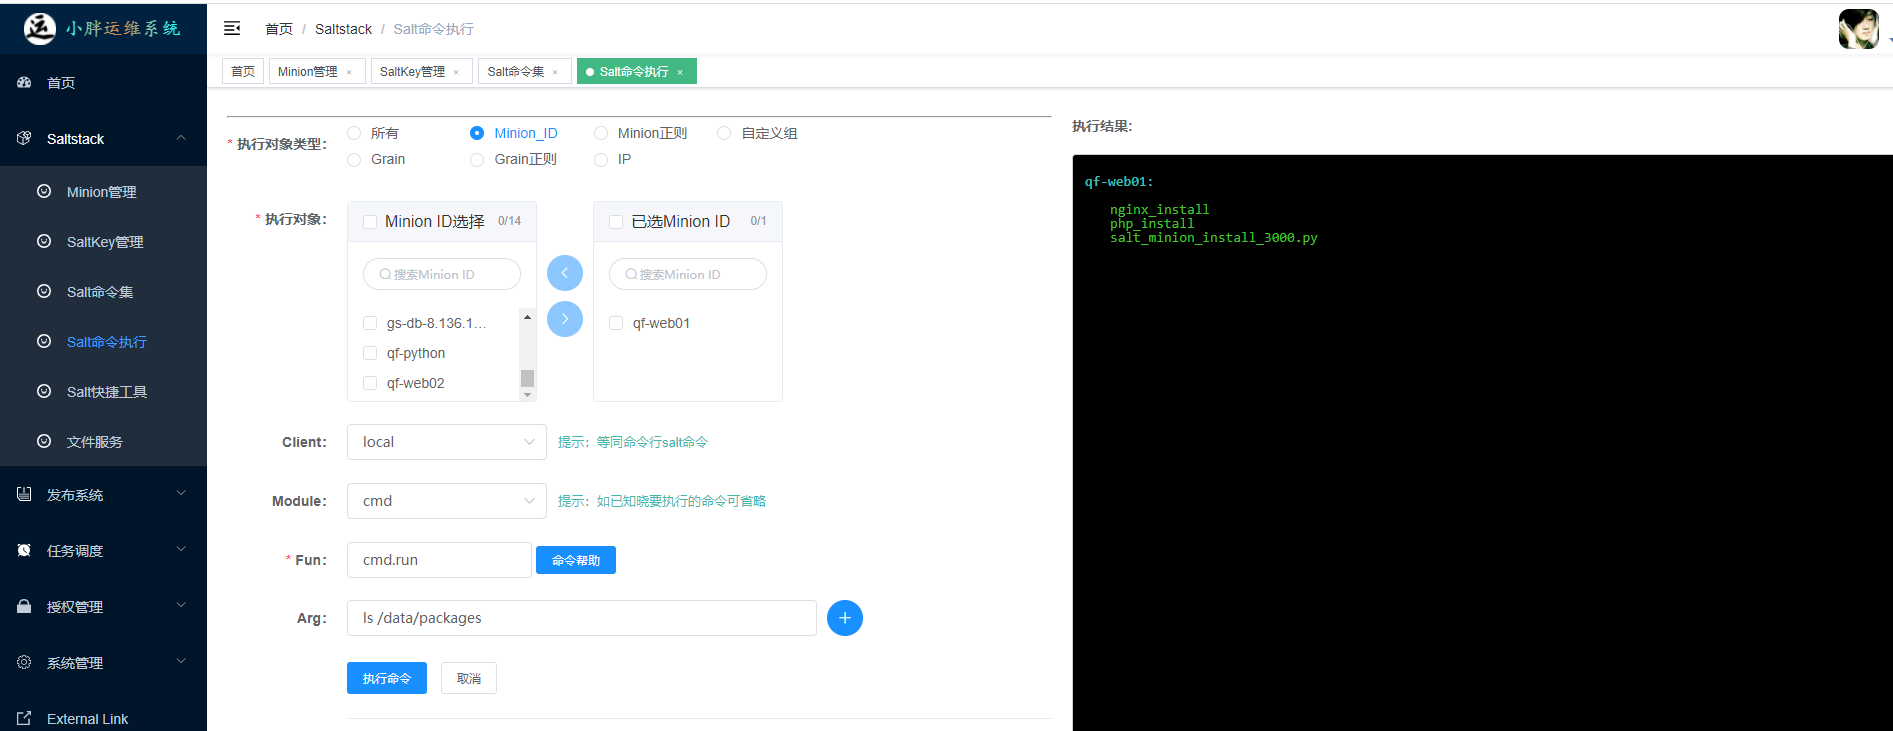 运 小胖运维系统
首页
Saltstack
Minion管理
SaltKey管理
Salt命令集
Salt命令执行
Salt快捷工具
文件服务
发布系统
任务调度
授权管理
系统管理
External Link
首页 / Saltstack / Salt命令执行
首页 Minion管理 × SaltKey管理 × Salt命令集 × Salt命令执行 ×
* 执行对象类型:
所有 Minion_ID Minion正则 自定义组
Grain Grain正则 IP
* 执行对象:
Minion ID选择 0/14
搜索Minion ID
gs-db-8.136.1...
qf-python
qf-web02
已选Minion ID 0/1
搜索Minion ID
qf-web01
Client: local 提示：等同命令行salt命令
Module: cmd 提示：如已知晓要执行的命令可省略
* Fun: cmd.run 命令帮助
Arg: ls /data/packages
执行命令 取消
执行结果:
qf-web01:
nginx_install
php_install
salt_minion_install_3000.py